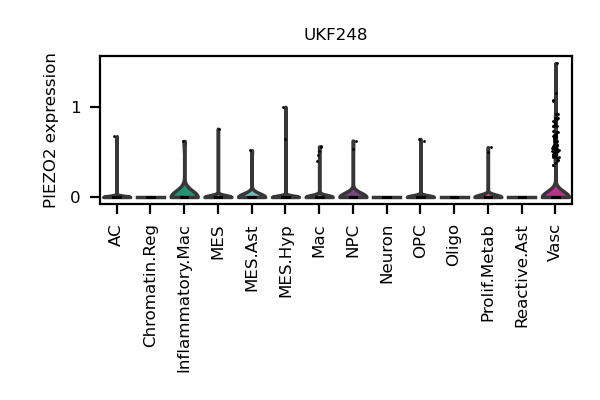 UKF248
PIEZO2 expression
1
0
AC
Chromatin.Reg
Inflammatory.Mac
MES
MES.Ast
MES.Hyp
Mac
NPC
Neuron
OPC
Oligo
Prolif.Metab
Reactive.Ast
Vasc